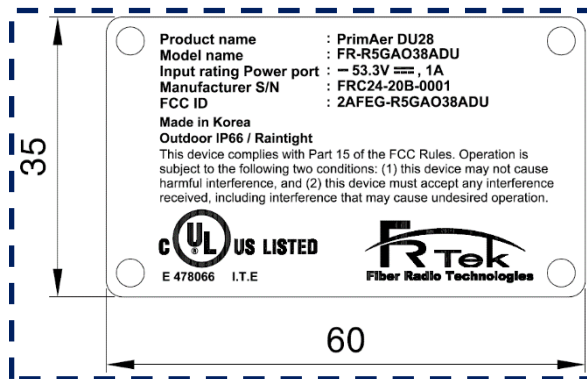 Product name : PrimAer DU28
Model name : FR-R5GAO38ADU
Input rating Power port : – 53.3V ⎓, 1A
Manufacturer S/N : FRC24-20B-0001
FCC ID : 2AFEG-R5GAO38ADU
Made in Korea
Outdoor IP66 / Raintight
This device complies with Part 15 of the FCC Rules. Operation is
subject to the following two conditions: (1) this device may not cause
harmful interference, and (2) this device must accept any interference
received, including interference that may cause undesired operation.
C UL ® US LISTED
E 478066 I.T.E
FRTek
Fiber Radio Technologies
35
60